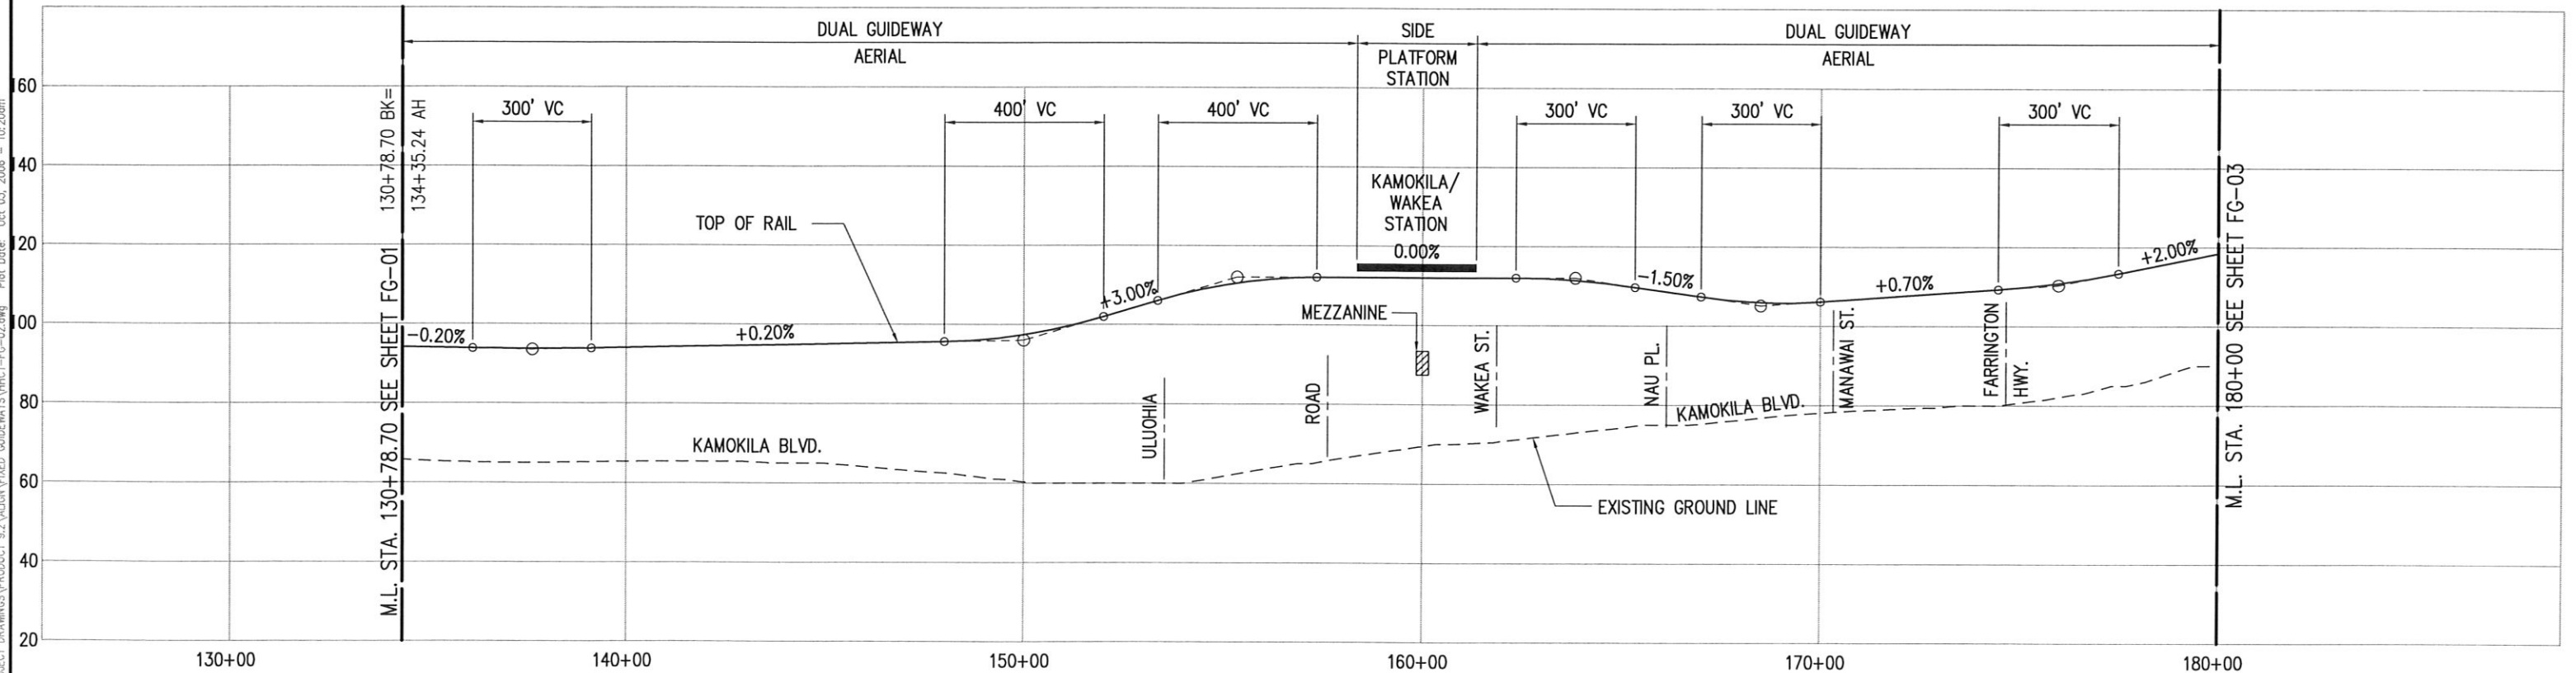 DUAL GUIDEWAY
AERIAL
SIDE
PLATFORM
STATION
DUAL GUIDEWAY
AERIAL
160
140
120
100
80
60
40
20
130+78.70 BK=
134+35.24 AH
300' VC
400' VC
400' VC
300' VC
300' VC
300' VC
KAMOKILA/
WAKEA
STATION
0.00%
TOP OF RAIL
M.L. STA. 130+78.70 SEE SHEET FG-01
-0.20%
+0.20%
+3.00%
-1.50%
+0.70%
+2.00%
MEZZANINE
ULUOHIA
ROAD
WAKEA ST.
NAU PL.
MANAWAI ST.
FARRINGTON
HWY.
KAMOKILA BLVD.
KAMOKILA BLVD.
EXISTING GROUND LINE
M.L. STA. 180+00 SEE SHEET FG-03
130+00
140+00
150+00
160+00
170+00
180+00